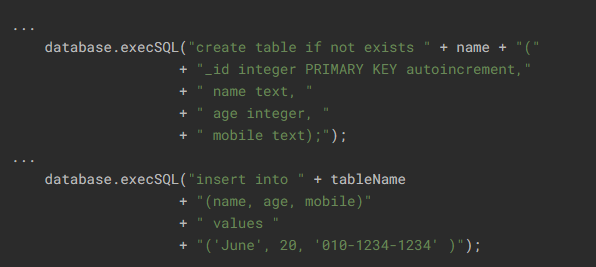 ...
    database.execSQL("create table if not exists " + name + "("
                    + "_id integer PRIMARY KEY autoincrement,"
                    + " name text, "
                    + " age integer, "
                    + " mobile text);");
...
    database.execSQL("insert into " + tableName
                    + "(name, age, mobile)"
                    + " values "
                    + "('June', 20, '010-1234-1234' )");